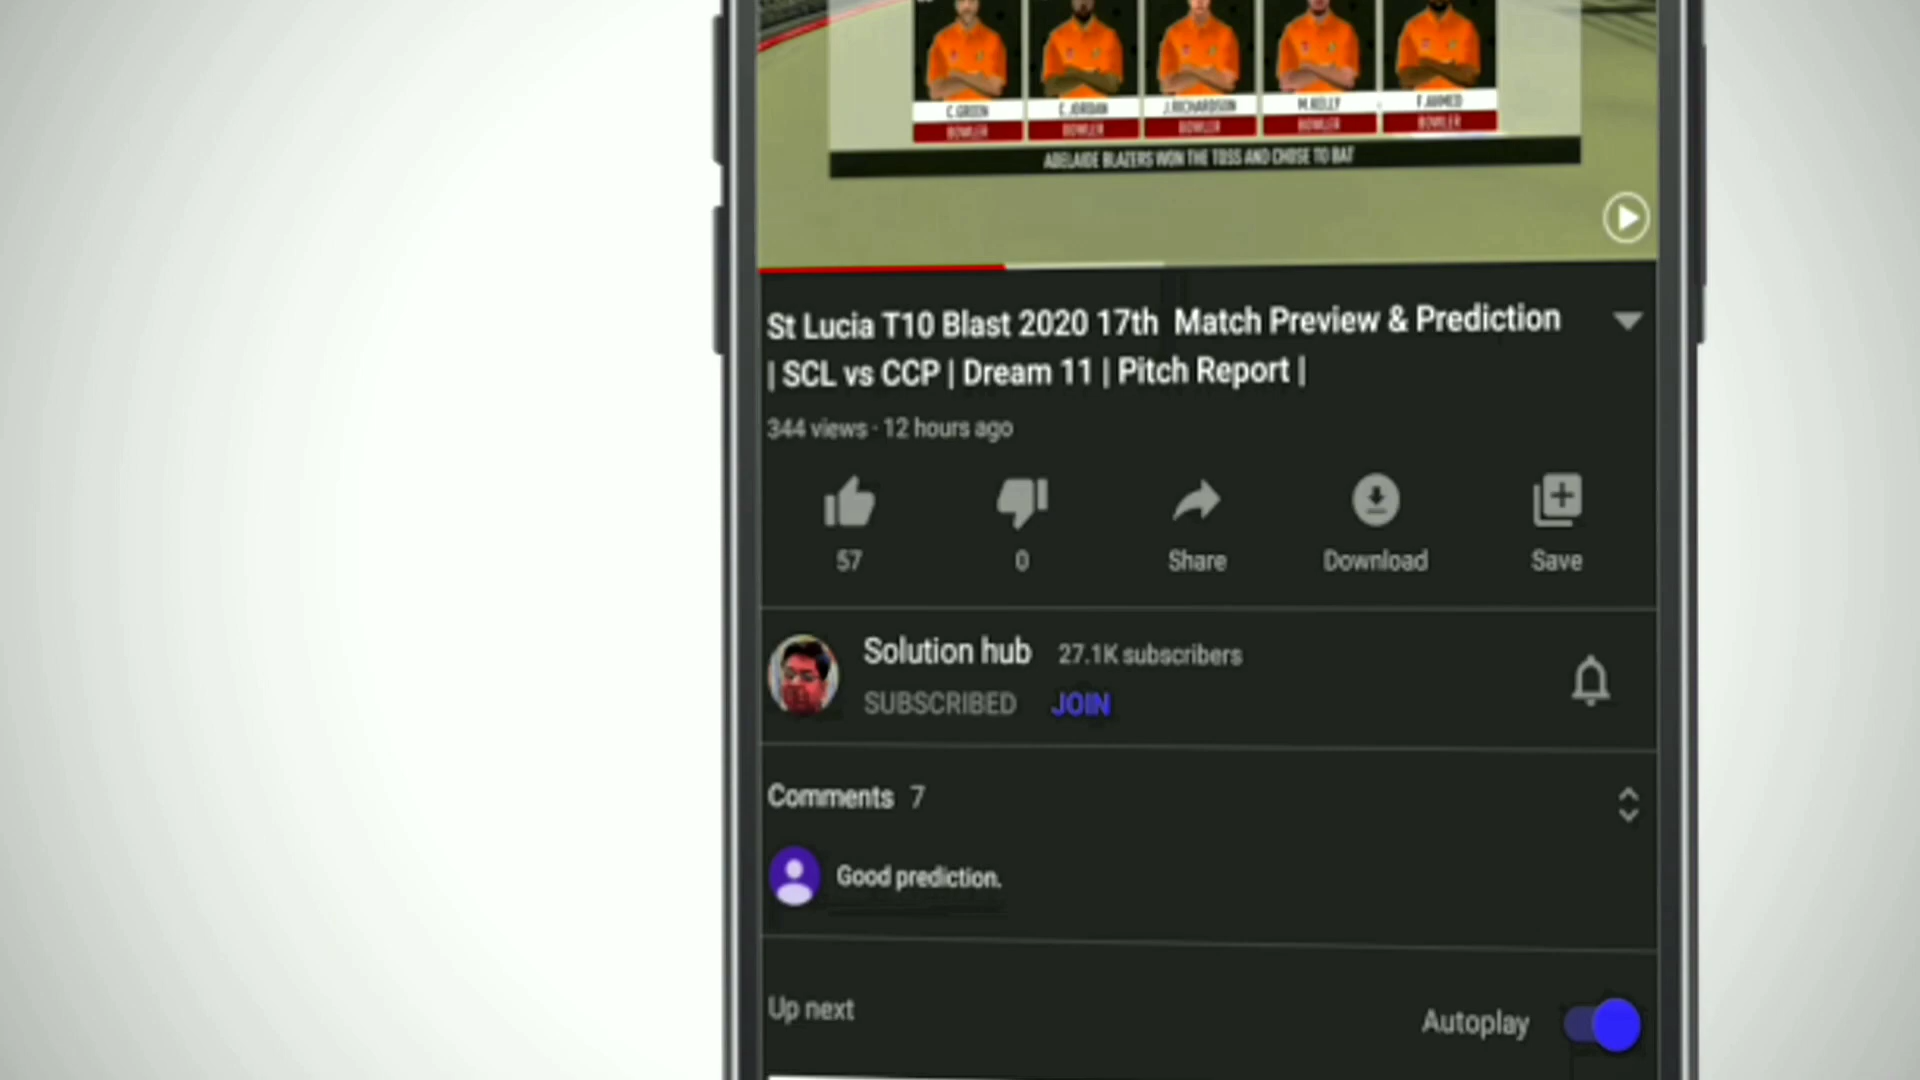 C.GREEN C.JORDAN J.RICHARDSON M.KELLY F.AHMED
BOWLER BOWLER BOWLER BOWLER BOWLER
ADELAIDE BLAZERS WON THE TOSS AND CHOSE TO BAT
St Lucia T10 Blast 2020 17th Match Preview & Prediction
| SCL vs CCP | Dream 11 | Pitch Report |
344 views · 12 hours ago
57 0 Share Download Save
Solution hub 27.1K subscribers
SUBSCRIBED JOIN
Comments 7
Good prediction.
Up next
Autoplay